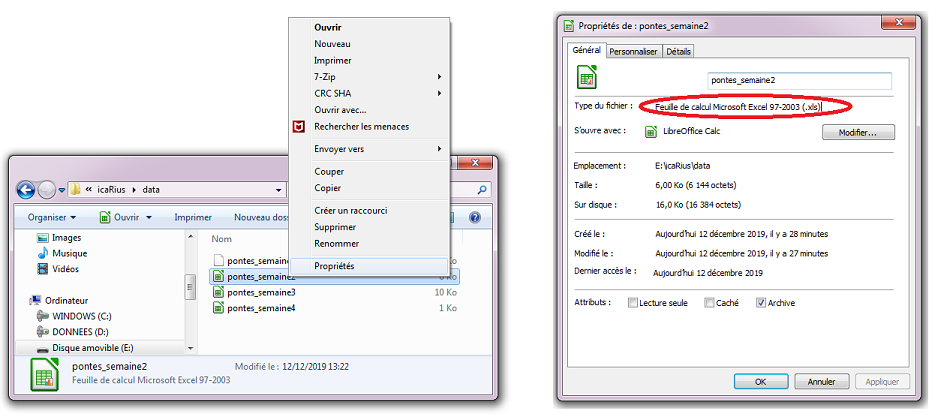 Ouvrir
Nouveau
Imprimer
7-Zip
CRC SHA
Ouvrir avec...
Rechercher les menaces
Envoyer vers
Couper
Copier
Créer un raccourci
Supprimer
Renommer
Propriétés
« icaRius data
Organiser Ouvrir Imprimer Nouveau doss
Images
Musique
Vidéos
Ordinateur
WINDOWS (C:)
DONNEES (D:)
Disque amovible (E:)
Nom
pontes_semaine
pontes_semaine2 6 Ko
pontes_semaine3 10 Ko
pontes_semaine4 1 Ko
pontes_semaine2 Modifié le : 12/12/2019 13:22
Feuille de calcul Microsoft Excel 97-2003
Propriétés de : pontes_semaine2
Général Personnaliser Détails
pontes_semaine2
Type du fichier : Feuille de calcul Microsoft Excel 97-2003 (.xls)
S'ouvre avec : LibreOffice Calc Modifier...
Emplacement : E:\icaRius\data
Taille : 6,00 Ko (6 144 octets)
Sur disque : 16,0 Ko (16 384 octets)
Créé le : Aujourd'hui 12 décembre 2019, il y a 28 minutes
Modifié le : Aujourd'hui 12 décembre 2019, il y a 27 minutes
Dernier accès le : Aujourd'hui 12 décembre 2019
Attributs : Lecture seule Caché Archive
OK Annuler Appliquer